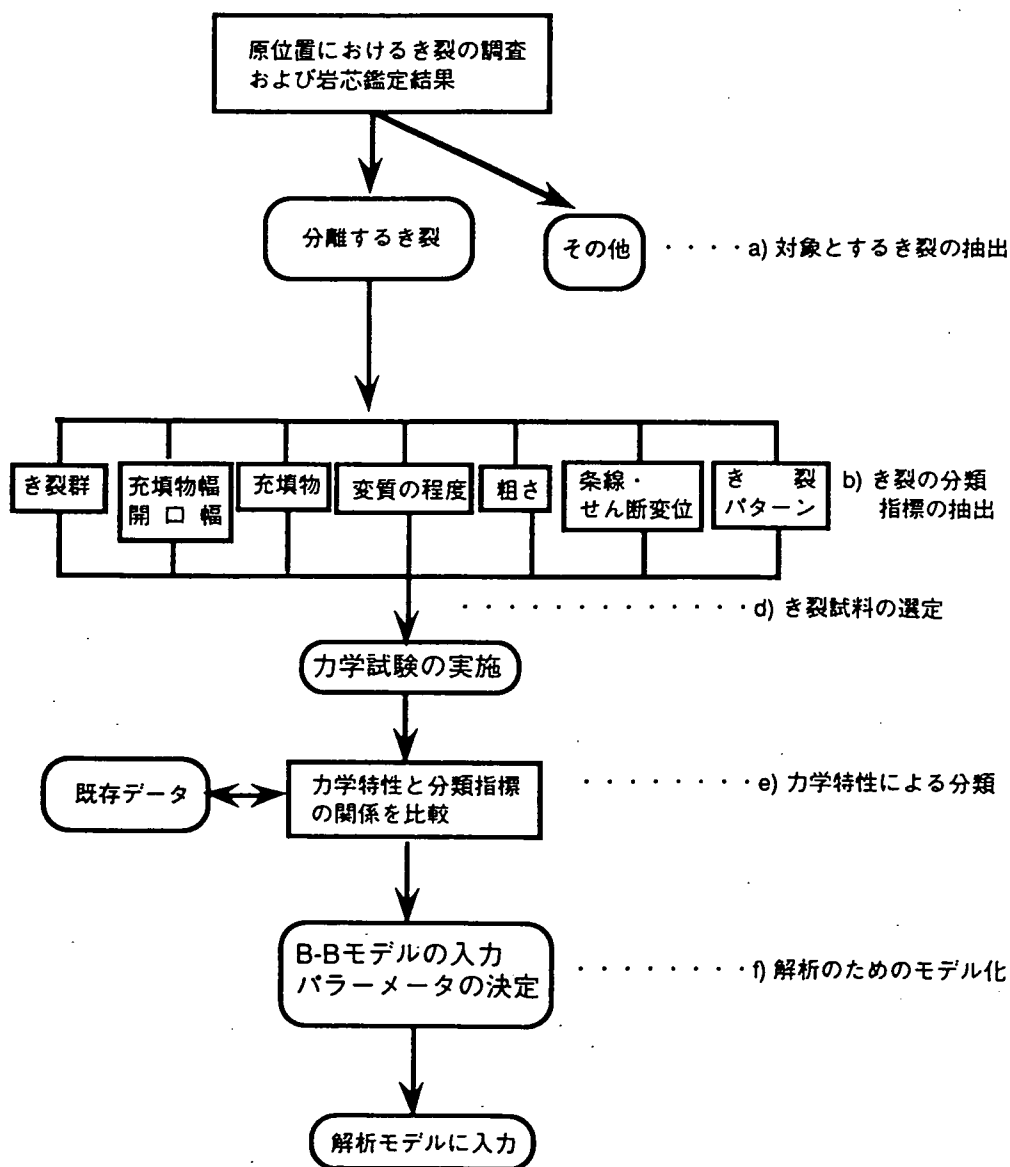 原位置におけるき裂の調査
および岩芯鑑定結果
分離するき裂
その他
・・・・a) 対象とするき裂の抽出
き裂群
充填物幅
開 口 幅
充填物
変質の程度
粗さ
条線・
せん断変位
き 裂
パターン
b) き裂の分類
指標の抽出
・・・・・・・・・・・・・d) き裂試料の選定
力学試験の実施
既存データ
力学特性と分類指標
の関係を比較
・・・・・・・・e) 力学特性による分類
B-Bモデルの入力
パラーメータの決定
・・・・・・・・f) 解析のためのモデル化
解析モデルに入力